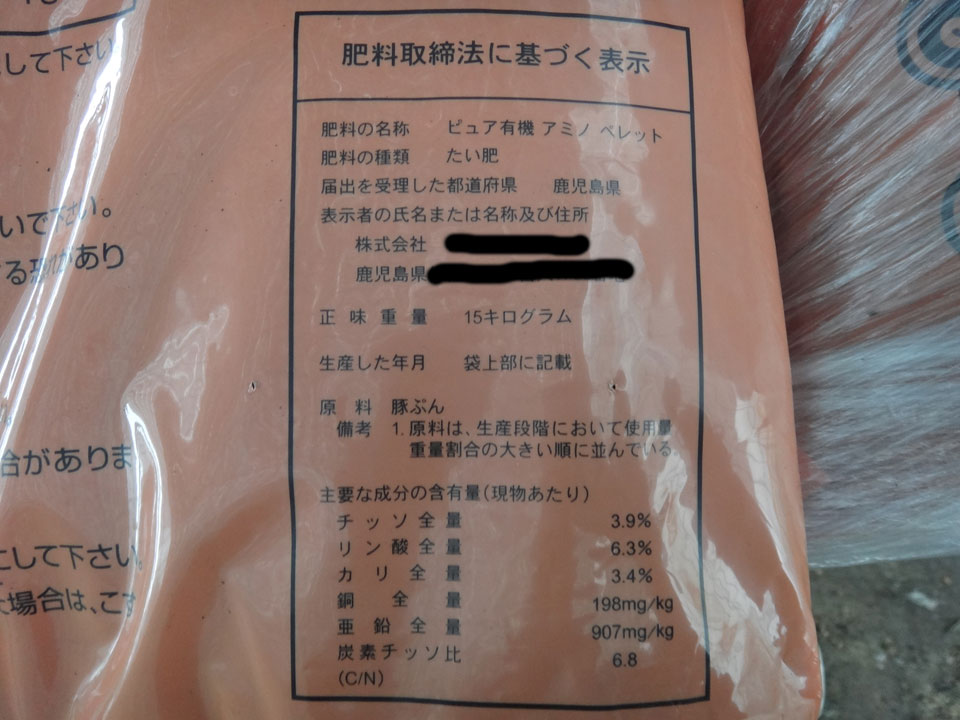 して下さい
いで下さい。
る恐があり
合がありま
にして下さい。
場合は、こす
肥料取締法に基づく表示
肥料の名称 ピュア有機 アミノ ペレット
肥料の種類 たい肥
届出を受理した都道府県 鹿児島県
表示者の氏名または名称及び住所
株式会社
鹿児島県
正味重量 15キログラム
生産した年月 袋上部に記載
原料 豚ぷん
備考 1. 原料は、生産段階において使用量
重量割合の大きい順に並んでいる
主要な成分の含有量(現物あたり)
チッソ全量 3.9%
リン酸全量 6.3%
カリ全量 3.4%
銅全量 198mg/kg
亜鉛全量 907mg/kg
炭素チッソ比 6.8
(C/N)